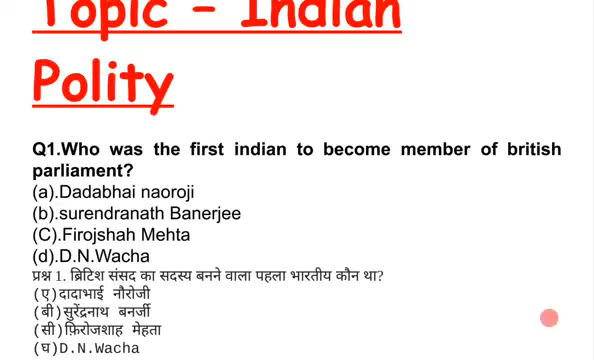 Topic - Indian
Polity
Q1.Who was the first indian to become member of british
parliament?
(a).Dadabhai naoroji
(b).surendranath Banerjee
(C).Firojshah Mehta
(d).D.N.Wacha
प्रश्न 1. ब्रिटिश संसद का सदस्य बनने वाला पहला भारतीय कौन था?
(ए)दादाभाई नौरोजी
(बी)सुरेंद्रनाथ बनर्जी
(सी)फ़िरोजशाह मेहता
(घ)D.N.Wacha